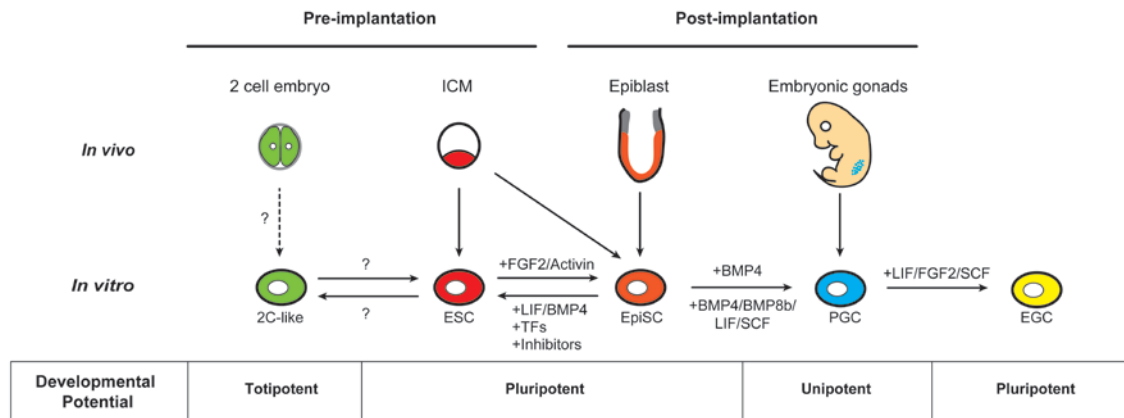 Pre-implantation
Post-implantation
2 cell embryo
ICM
Epiblast
Embryonic gonads
In vivo
?
In vitro
?
?
+FGF2/Activin
+LIF/BMP4
+TFs
+Inhibitors
+BMP4
+BMP4/BMP8b/
LIF/SCF
+LIF/FGF2/SCF
2C-like
ESC
EpiSC
PGC
EGC
Developmental
Potential
Totipotent
Pluripotent
Unipotent
Pluripotent